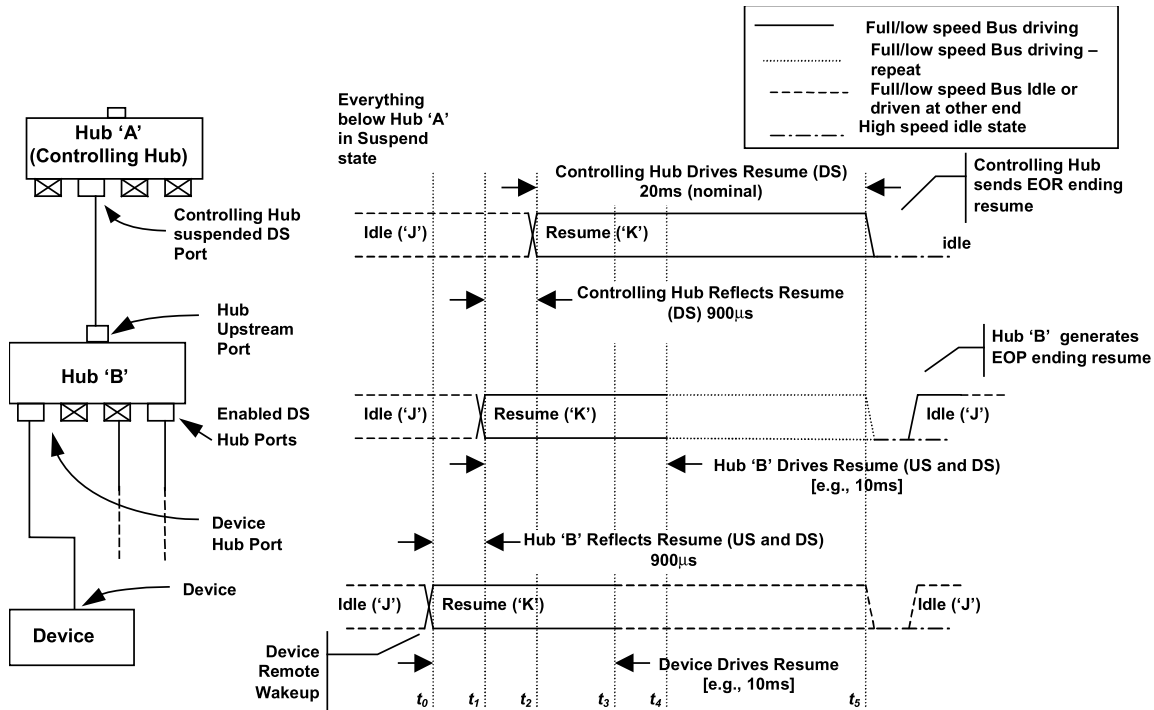 Full/low speed Bus driving
Full/low speed Bus driving –
repeat
Full/low speed Bus Idle or
driven at other end
High speed idle state
Everything
below Hub ‘A’
in Suspend
state
Hub ‘A’
(Controlling Hub)
Controlling Hub
suspended DS
Port
Controlling Hub Drives Resume (DS)
20ms (nominal)
Controlling Hub
sends EOR ending
resume
Idle (‘J’)
Resume (‘K’)
idle
Controlling Hub Reflects Resume
(DS) 900µs
Hub
Upstream
Port
Hub ‘B’
Hub ‘B’ generates
EOP ending resume
Enabled DS
Hub Ports
Idle (‘J’)
Resume (‘K’)
Idle (‘J’)
Hub ‘B’ Drives Resume (US and DS)
[e.g., 10ms]
Device
Hub Port
Hub ‘B’ Reflects Resume (US and DS)
900µs
Device
Device
Idle (‘J’)
Resume (‘K’)
Idle (‘J’)
Device
Remote
Wakeup
Device Drives Resume
[e.g., 10ms]
t0 t1 t2 t3 t4 t5